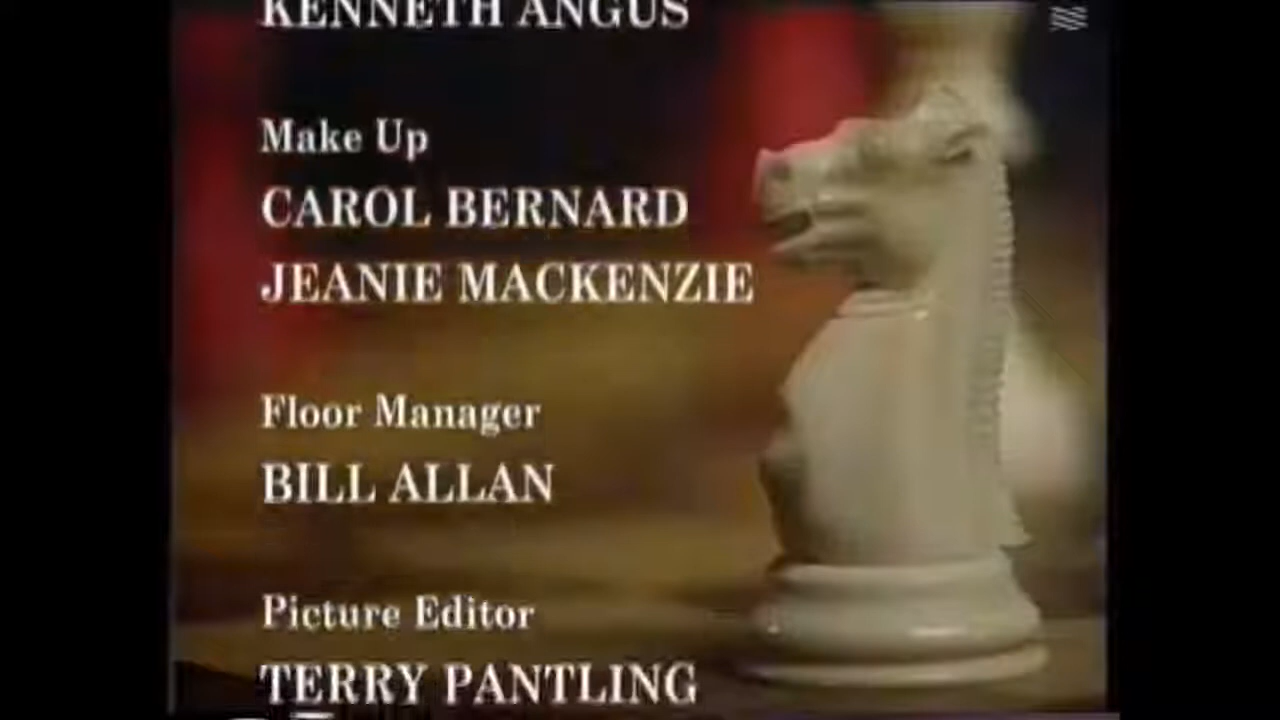 KENNETH ANGUS
Make Up
CAROL BERNARD
JEANIE MACKENZIE
Floor Manager
BILL ALLAN
Picture Editor
TERRY PANTLING